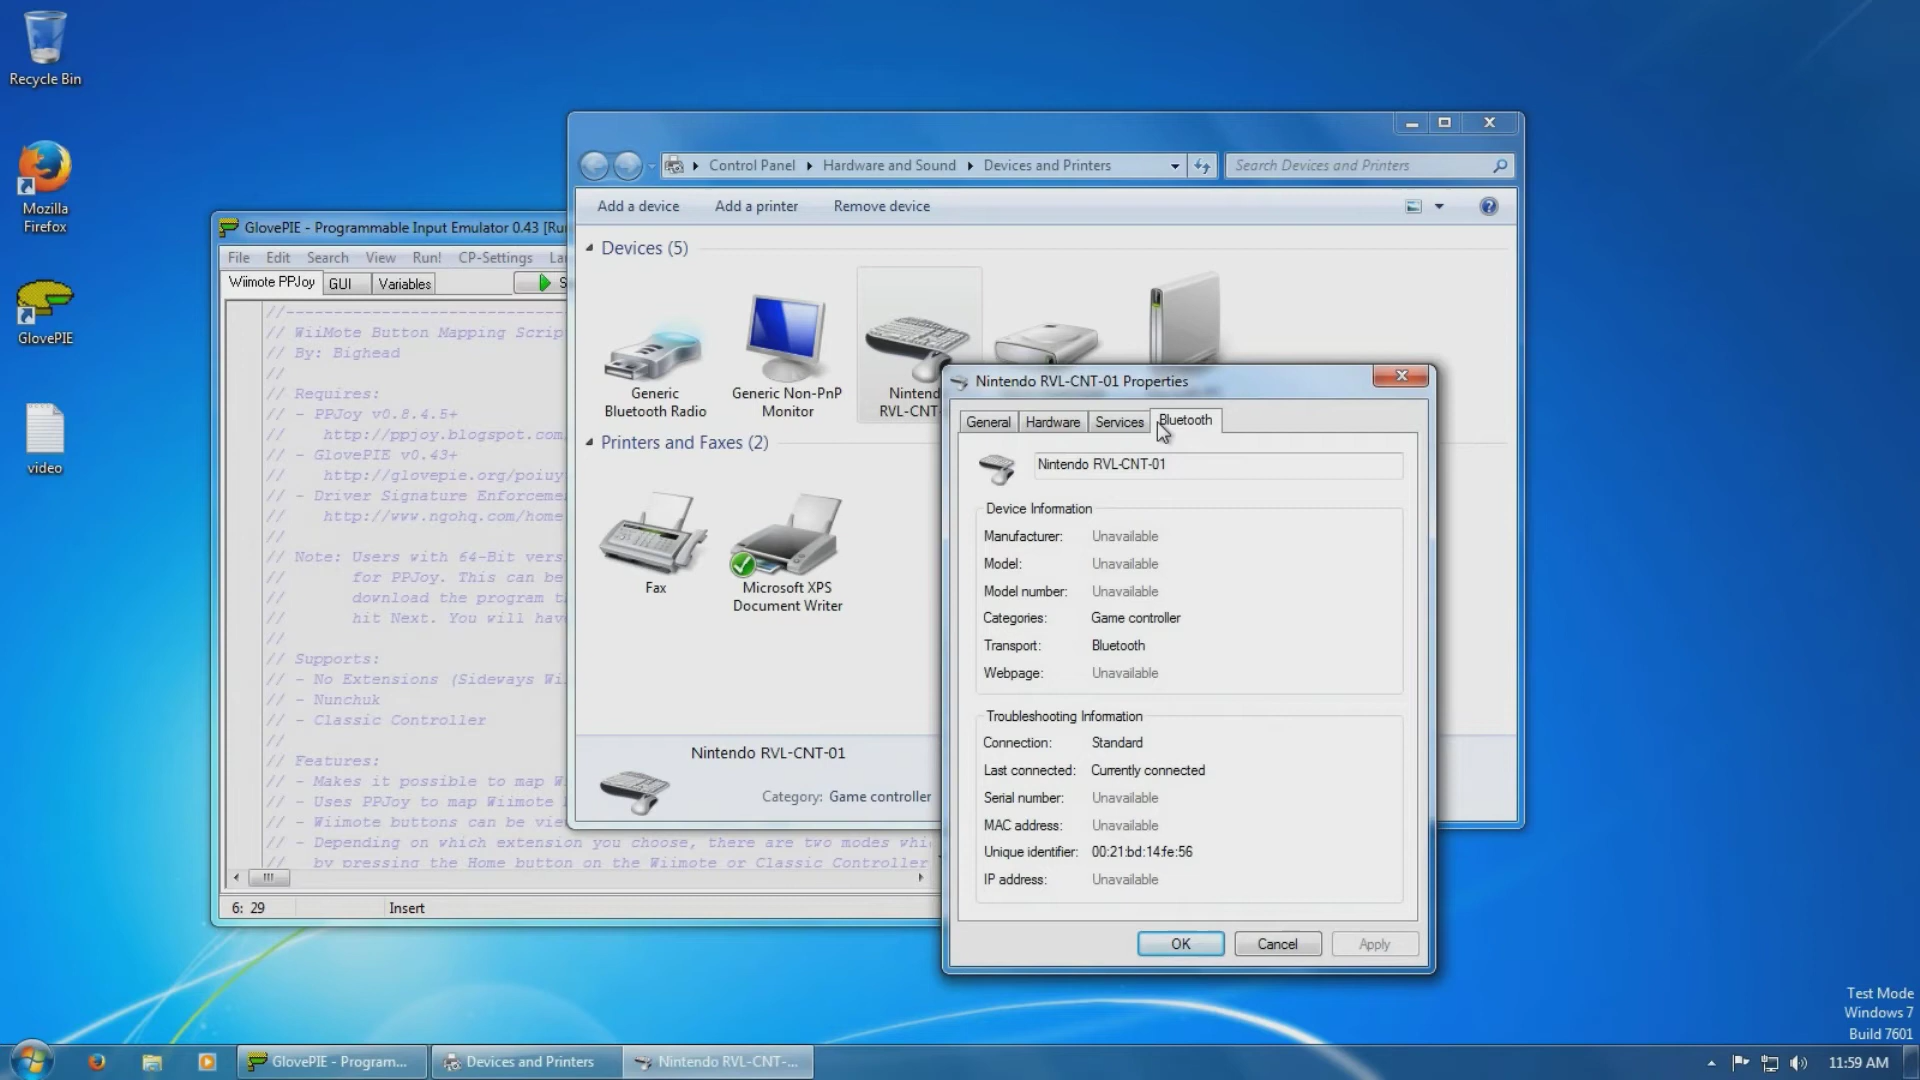 Recycle Bin
Mozilla
Firefox
GlovePIE
video
Control Panel
Hardware and Sound
Devices and Printers
Search Devices and Printers
Add a device
Add a printer
Remove device
Devices (5)
Generic
Bluetooth Radio
Generic Non-PnP
Monitor
Nintend
RVL-CNT-
Printers and Faxes (2)
Fax
Microsoft XPS
Document Writer
Nintendo RVL-CNT-01
Category: Game controller
GlovePIE - Programmable Input Emulator 0.43 [Ru
File Edit Search View Run! CP-Settings La
Wiimote PPJoy GUI Variables S
//------------------------------
// WiiMote Button Mapping Scrip
// By: Bighead
//
// Requires:
// - PPJoy v0.8.4.5+
// http://ppjoy.blogspot.com
// - GlovePIE v0.43+
// http://glovepie.org/poiuy
// - Driver Signature Enforceme
// http://www.ngohq.com/home
//
// Note: Users with 64-Bit vers
// for PPJoy. This can be
// download the program t
// hit Next. You will hav
//
// Supports:
// - No Extensions (Sideways Wi
// - Nunchuk
// - Classic Controller
//
// Features:
// - Makes it possible to map W
// - Uses PPJoy to map Wiimote
// - Wiimote buttons can be vie
// - Depending on which extension you choose, there are two modes whi
// by pressing the Home button on the Wiimote or Classic Controller
6: 29 Insert
Nintendo RVL-CNT-01 Properties
General Hardware Services Bluetooth
Nintendo RVL-CNT-01
Device Information
Manufacturer: Unavailable
Model: Unavailable
Model number: Unavailable
Categories: Game controller
Transport: Bluetooth
Webpage: Unavailable
Troubleshooting Information
Connection: Standard
Last connected: Currently connected
Serial number: Unavailable
MAC address: Unavailable
Unique identifier: 00:21:bd:14:fe:56
IP address: Unavailable
OK Cancel Apply
Test Mode
Windows 7
Build 7601
GlovePIE - Program...
Devices and Printers
Nintendo RVL-CNT-...
11:59 AM